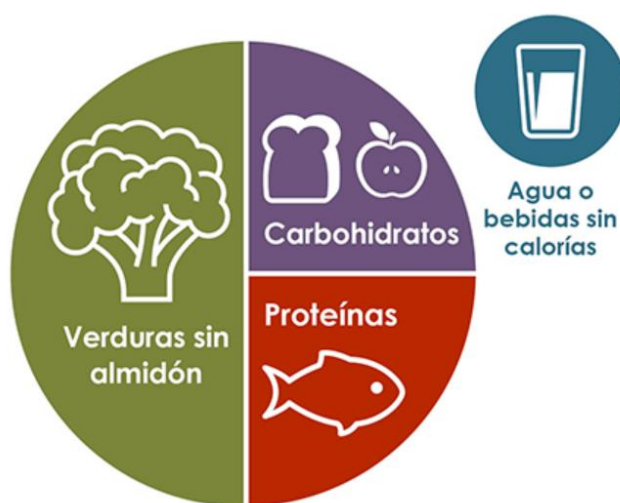 Verduras sin
almidón
Carbohidratos
Proteínas
Agua o
bebidas sin
calorías